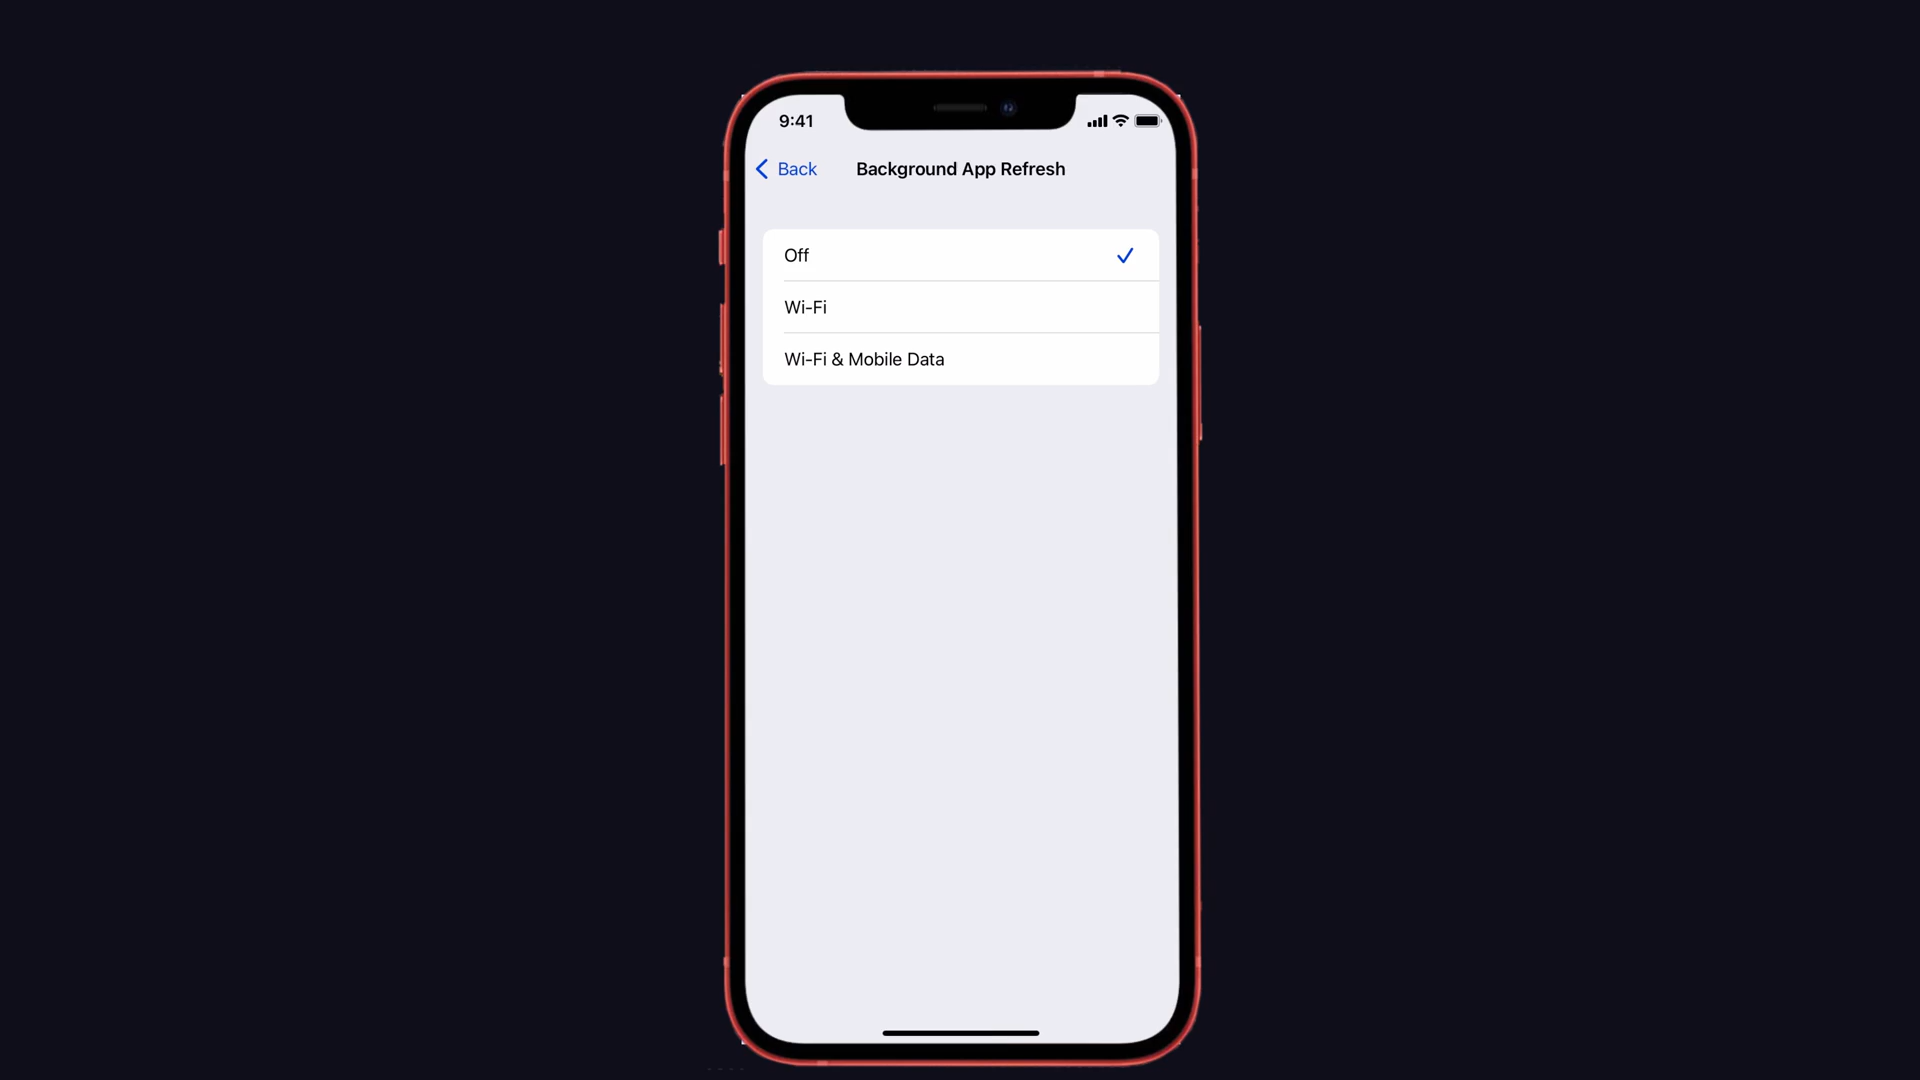 9:41
Back
Background App Refresh
Off
Wi-Fi
Wi-Fi & Mobile Data